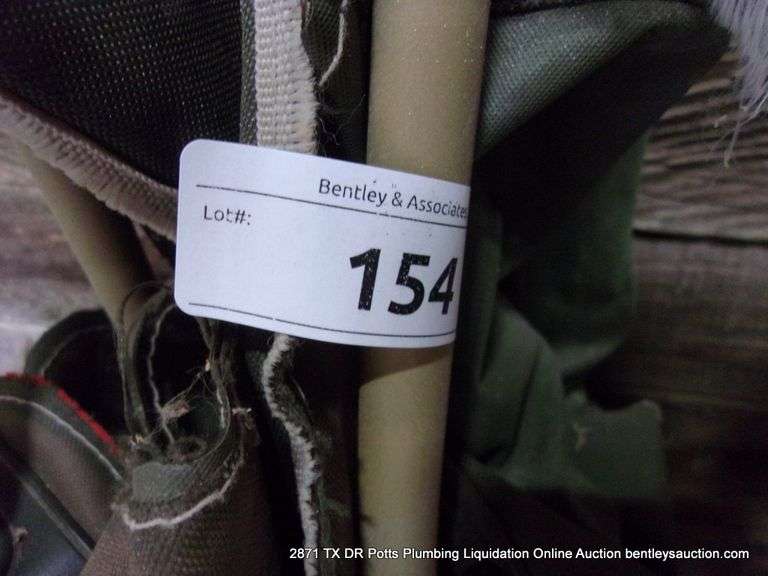 Bentley & Associates
Lot#:
154
2871 TX DR Potts Plumbing Liquidation Online Auction bentleysauction.com